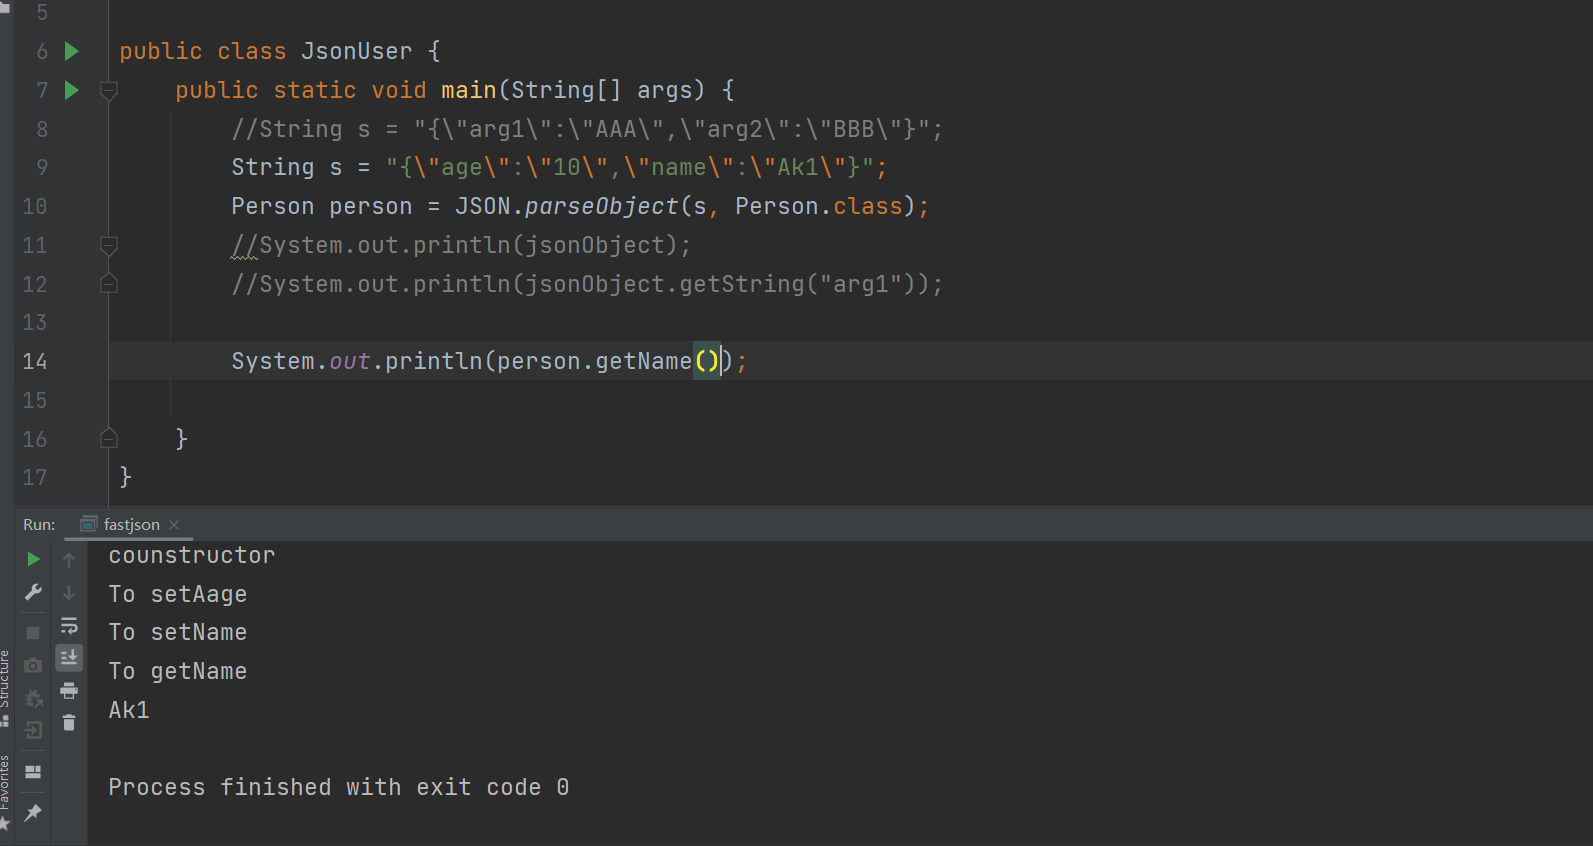 5
6 public class JsonUser {
7 public static void main(String[] args) {
8 //String s = "{\"arg1\":\"AAA\",\"arg2\":\"BBB\"}";
9 String s = "{\"age\":\"10\",\"name\":\"Ak1\"}";
10 Person person = JSON.parseObject(s, Person.class);
11 //System.out.println(jsonObject);
12 //System.out.println(jsonObject.getString("arg1"));
13
14 System.out.println(person.getName());
15
16 }
17 }
Run: fastjson
counstructor
To setAage
To setName
To getName
Ak1
Process finished with exit code 0
Structure
Favorites